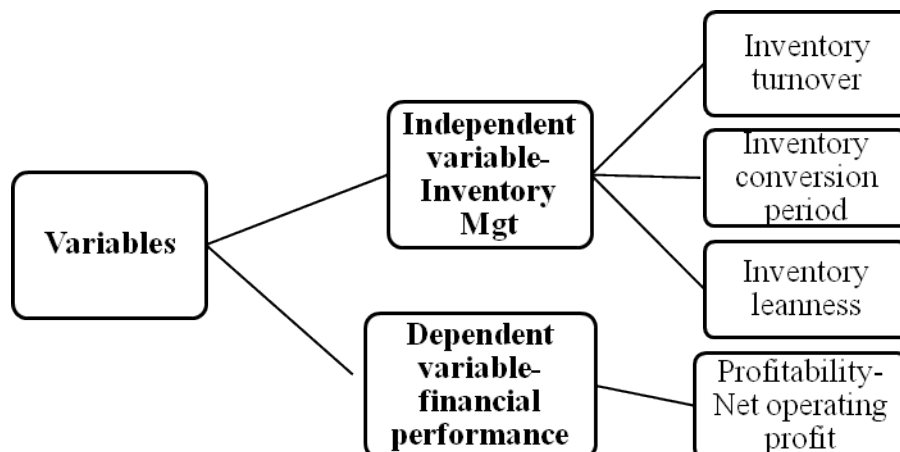 Variables
Independent
variable-
Inventory
Mgt
Dependent
variable-
financial
performance
Inventory
turnover
Inventory
conversion
period
Inventory
leanness
Profitability-
Net operating
profit